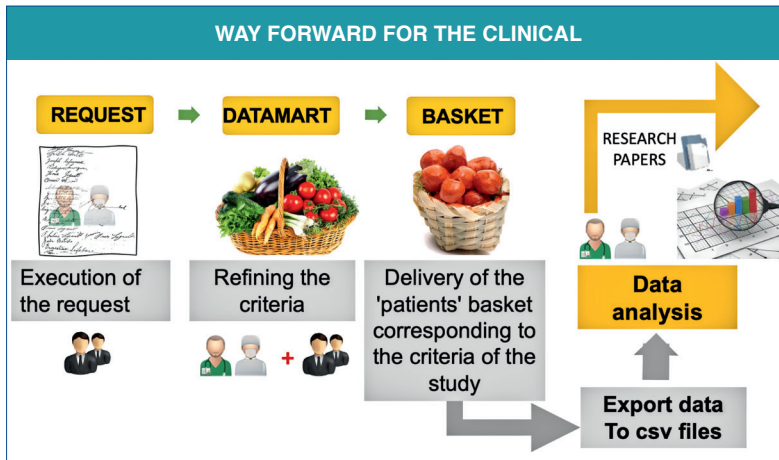 WAY FORWARD FOR THE CLINICAL
REQUEST
DATAMART
BASKET
RESEARCH
PAPERS
Execution of
the request
Refining the
criteria
+
Delivery of the
'patients' basket
corresponding to
the criteria of the
study
Data
analysis
Export data
To csv files